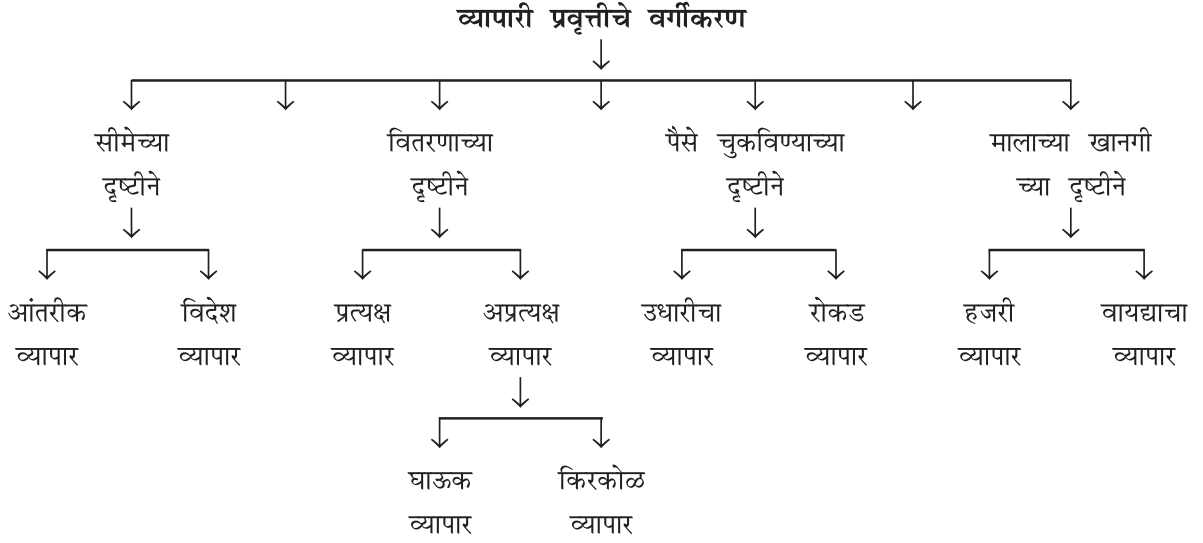 व्यापारी प्रवृत्तीचे वर्गीकरण
सीमेच्या
दृष्टीने
वितरणाच्या
दृष्टीने
पैसे चुकविण्याच्या
दृष्टीने
मालाच्या खानगी
च्या दृष्टीने
आंतरीक
व्यापार
विदेश
व्यापार
प्रत्यक्ष
व्यापार
अप्रत्यक्ष
व्यापार
उधारीचा
व्यापार
रोकड
व्यापार
हजरी
व्यापार
वायद्याचा
व्यापार
घाऊक
व्यापार
किरकोळ
व्यापार